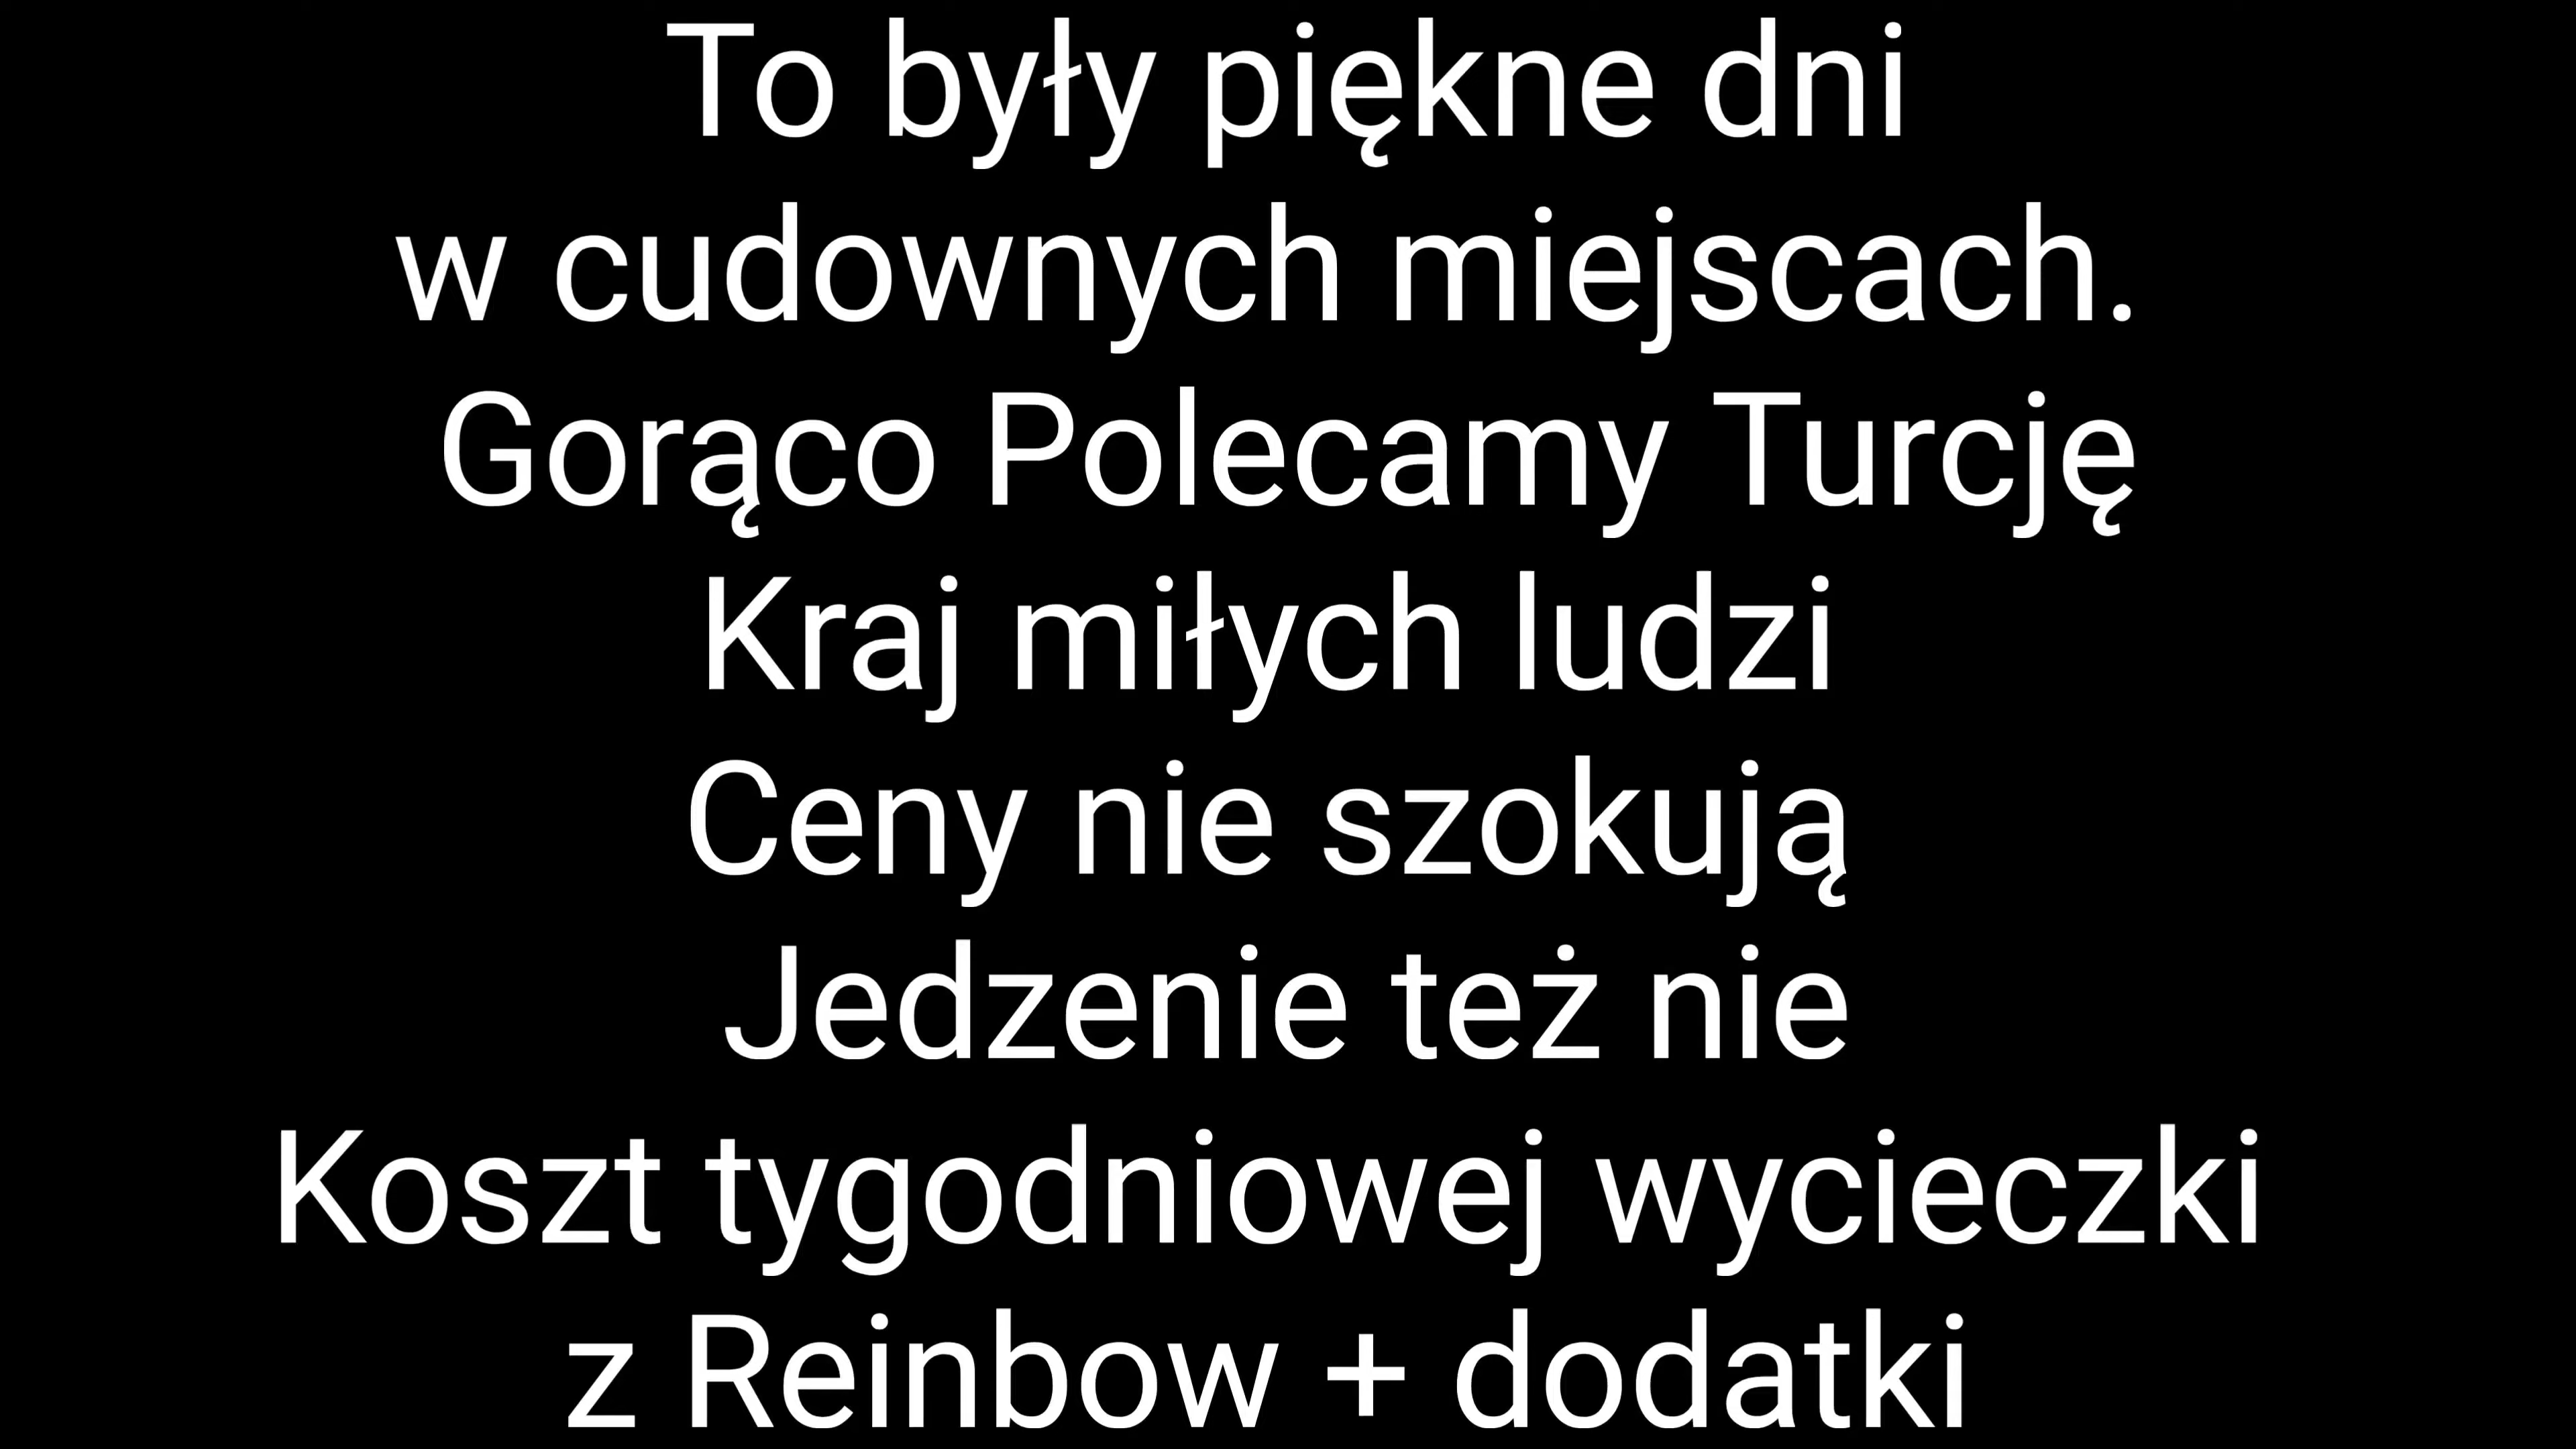 To były piękne dni
w cudownych miejscach.
Gorąco Polecamy Turcję
Kraj miłych ludzi
Ceny nie szokują
Jedzenie też nie
Koszt tygodniowej wycieczki
z Reinbow + dodatki